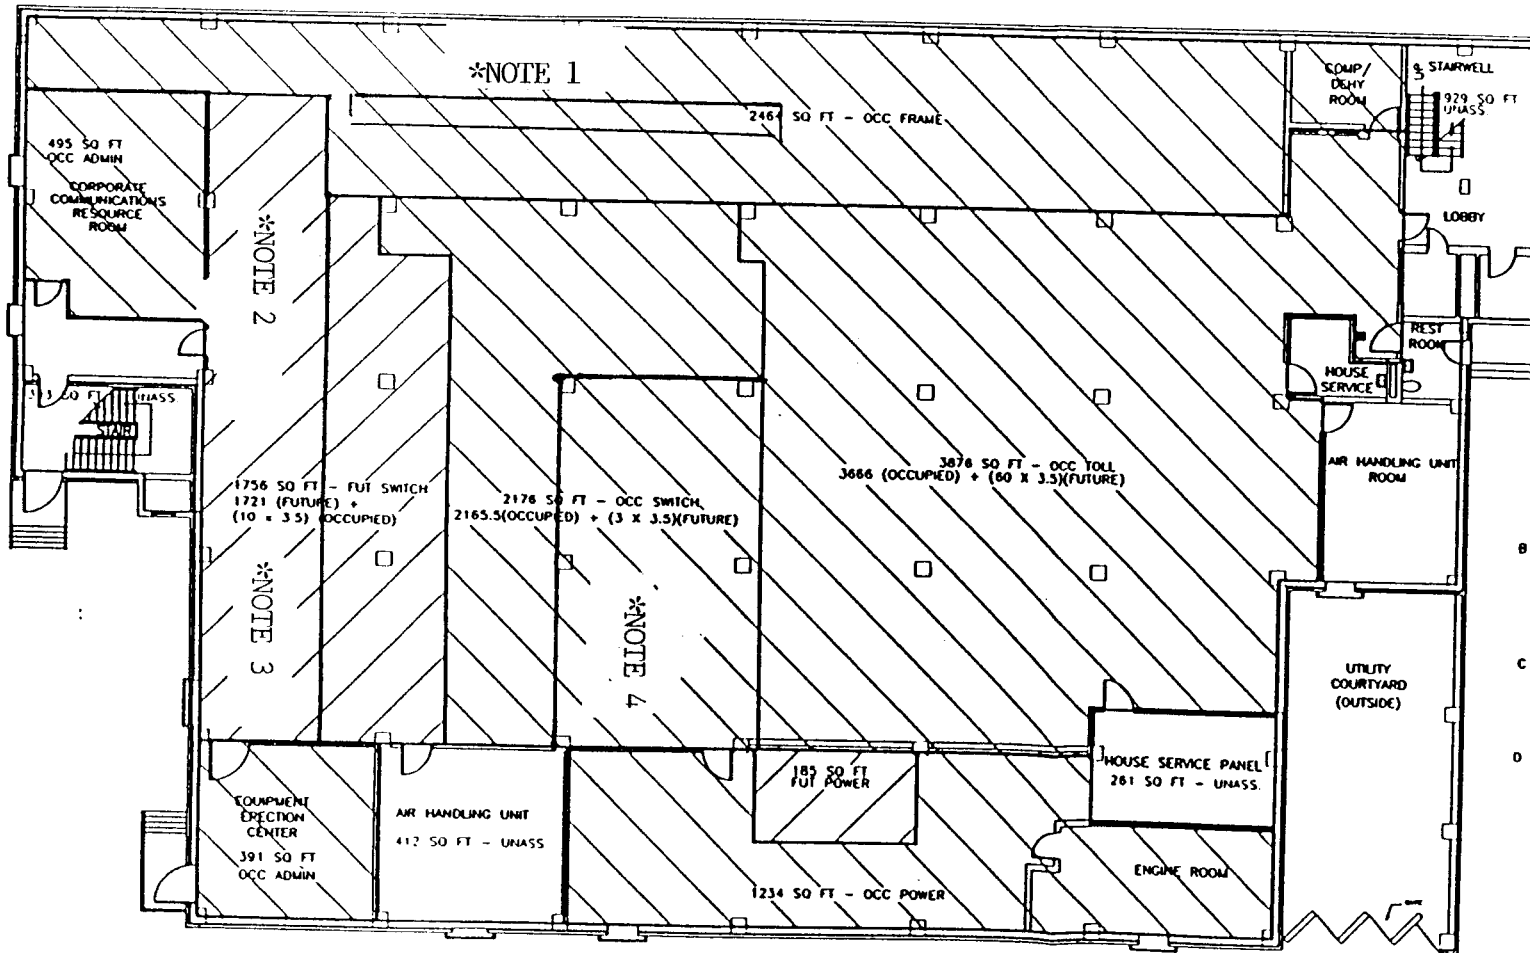 *NOTE 1
COMP/
DEHY
ROOM
STAIRWELL
929 SQ FT
UNASS.
2464 SQ FT - OCC FRAME
495 SQ FT
OCC ADMIN
CORPORATE
COMMUNICATIONS
RESOURCE
ROOM
*NOTE 2
LOBBY
REST
ROOM
HOUSE
SERVICE
SQ FT UNASS.
STAIR
AIR HANDLING UNIT
ROOM
1756 SQ FT - FUT SWITCH
1721 (FUTURE) +
(10 x 3.5) (OCCUPIED)
2176 SQ FT - OCC SWITCH
2165.5(OCCUPIED) + (3 X 3.5)(FUTURE)
3876 SQ FT - OCC TOLL
3666 (OCCUPIED) + (60 X 3.5)(FUTURE)
B
*NOTE 3
*NOTE 4
UTILITY
COURTYARD
(OUTSIDE)
C
D
HOUSE SERVICE PANEL
261 SQ FT - UNASS.
185 SQ FT
FUT POWER
EQUIPMENT
ERECTION
CENTER
391 SQ FT
OCC ADMIN
AIR HANDLING UNIT
412 SQ FT - UNASS
1234 SQ FT - OCC POWER
ENGINE ROOM